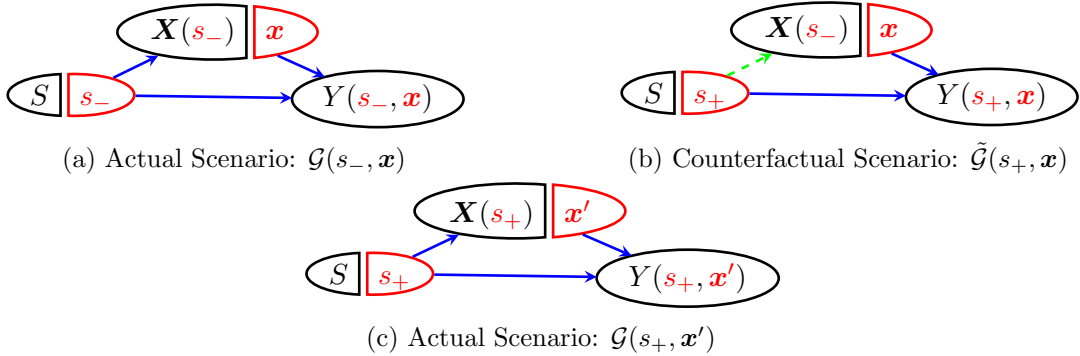 X(s₋) x
S s₋
Y(s₋, x)
(a) Actual Scenario: 𝒢(s₋, x)
X(s₋) x
S s₊
Y(s₊, x)
(b) Counterfactual Scenario: 𝒢̃(s₊, x)
X(s₊) x′
S s₊
Y(s₊, x′)
(c) Actual Scenario: 𝒢(s₊, x′)